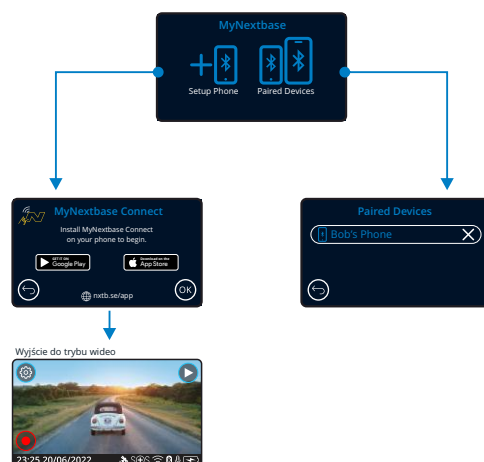 MyNextbase
Setup Phone
Paired Devices
MyNextbase Connect
Install MyNextbase Connect
on your phone to begin.
GET IT ON
Google Play
Download on the
App Store
nxtb.se/app
OK
Paired Devices
Bob's Phone
Wyjście do trybu wideo
23:25 20/06/2022
SOS